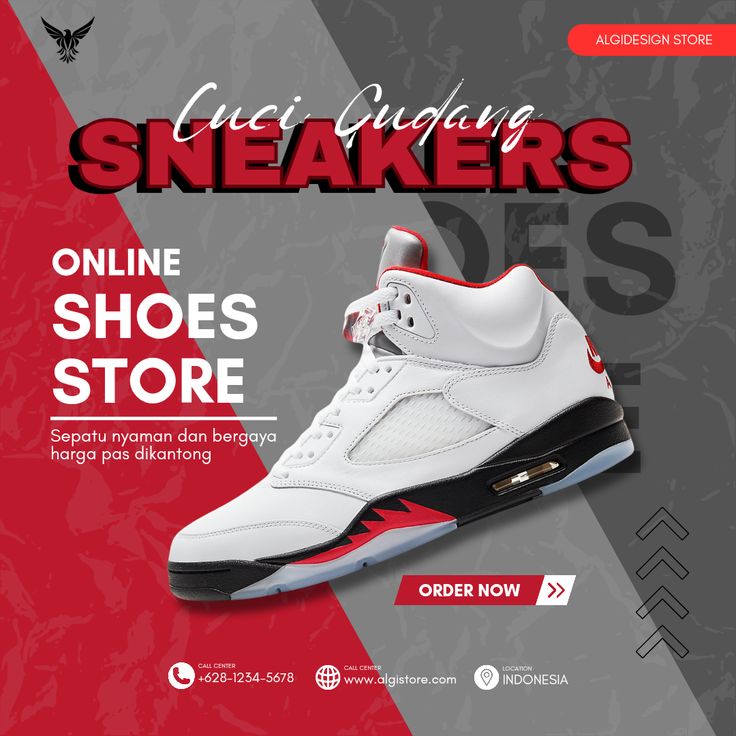 ALGIDESIGN STORE
Cuci Gudang
SNEAKERS
OES
ONLINE
SHOES
STORE
Sepatu nyaman dan bergaya
harga pas dikantong
ORDER NOW
CALL CENTER
+628-1234-5678
CALL CENTER
www.algistore.com
LOCATION
INDONESIA